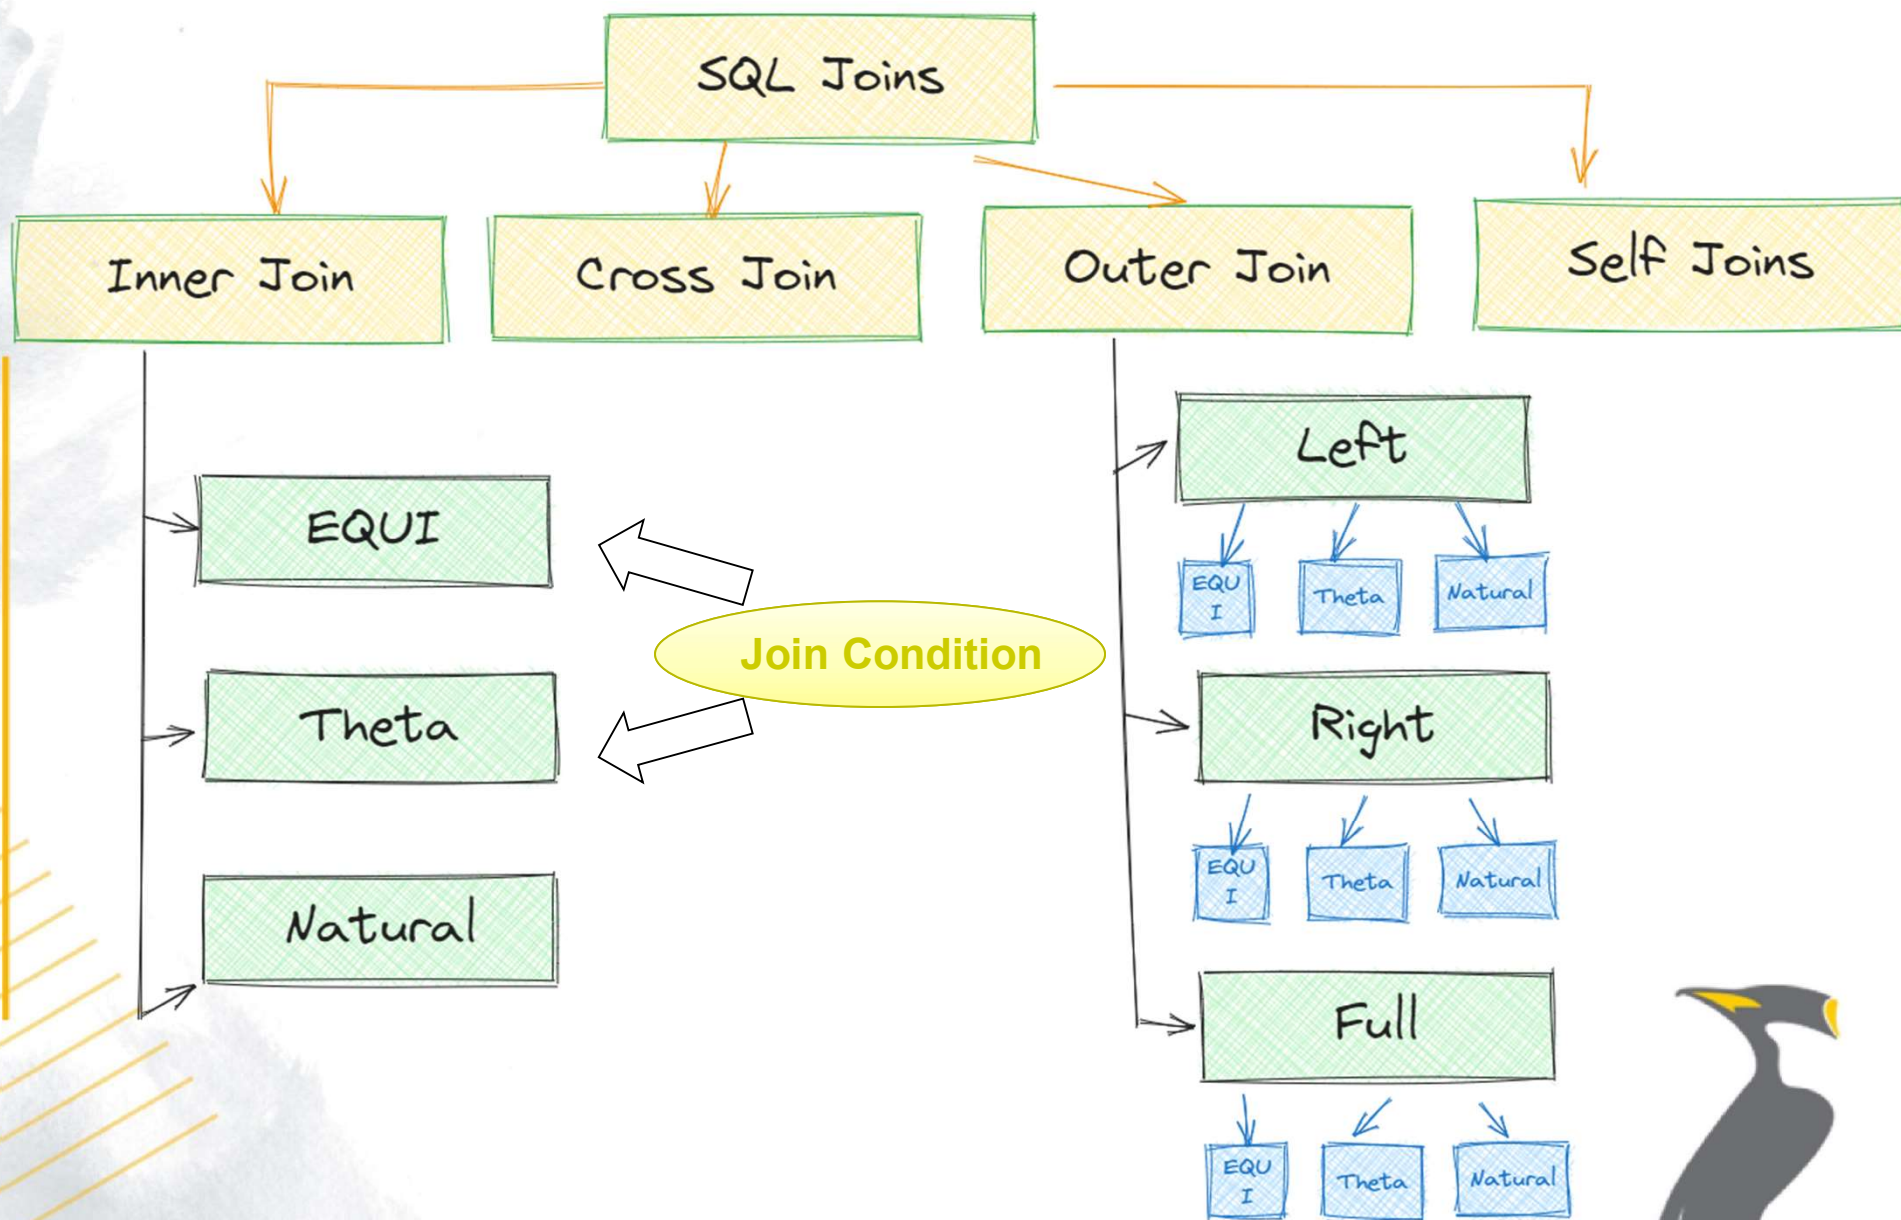 SQL Joins
Inner Join
Cross Join
Outer Join
Self Joins
EQUI
Theta
Natural
Join Condition
Left
EQU
I
Theta
Natural
Right
EQU
I
Theta
Natural
Full
EQU
I
Theta
Natural